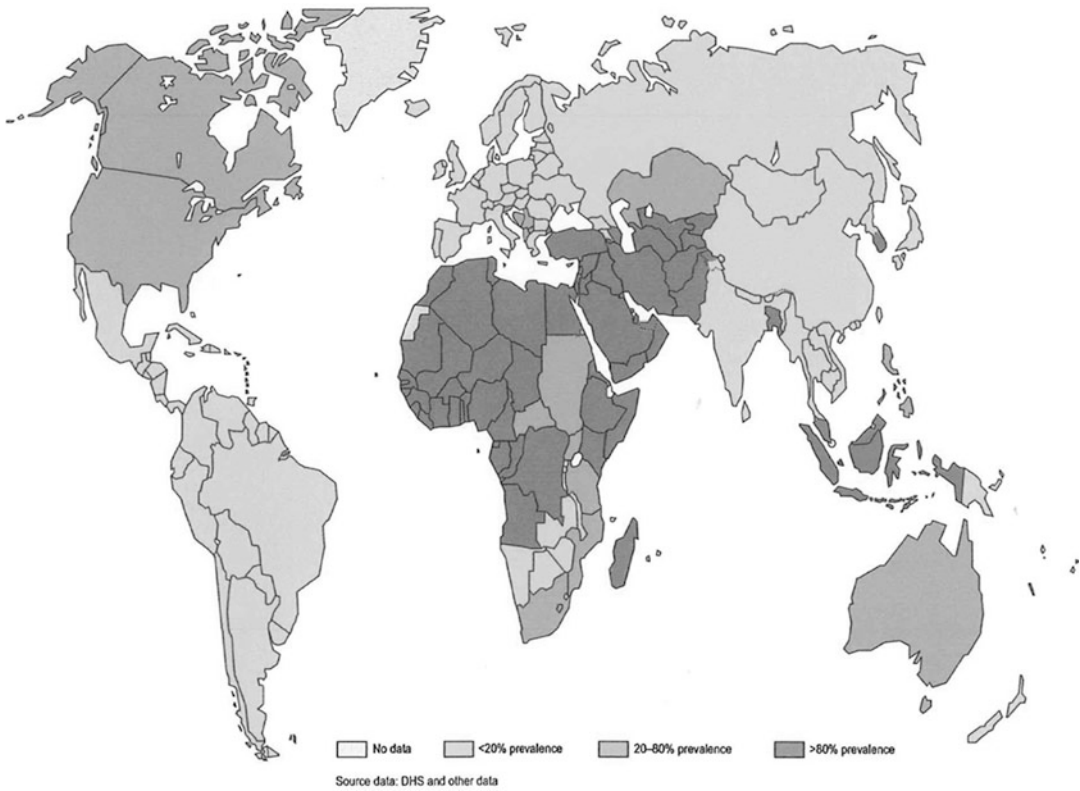 No data <20% prevalence 20–80% prevalence >80% prevalence
Source data: DHS and other data